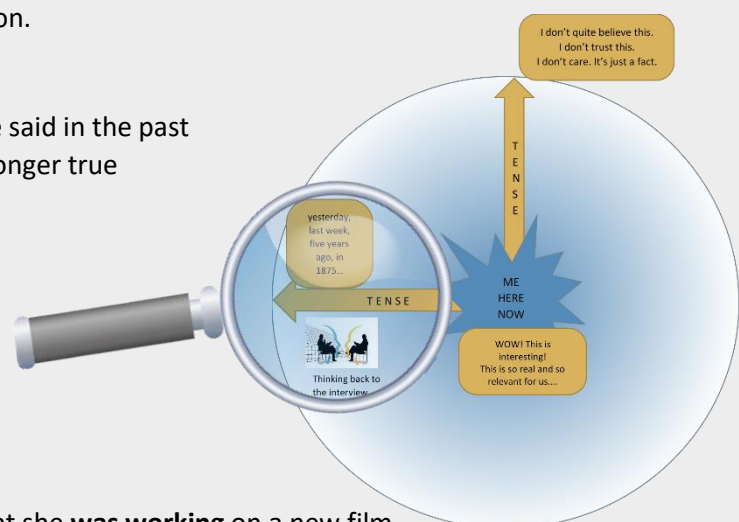 on.
said in the past
onger true
I don't quite believe this.
I don't trust this.
I don't care. It's just a fact.
T
E
N
S
E
yesterday,
last week,
five years
ago, in
1875...
TENSE
ME
HERE
NOW
WOW! This is
interesting!
This is so real and so
relevant for us....
Thinking back to
the interview
she was working on a new film